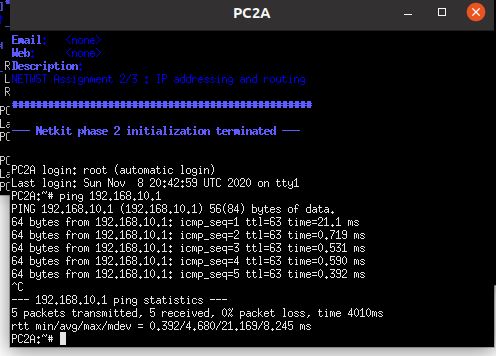 PC2A
Email: <none>
Web: <none>
Description:
NETWST Assignment 2/3 : IP addressing and routing
##################################################
--- Netkit phase 2 initialization terminated ---
PC2A login: root (automatic login)
Last login: Sun Nov  8 20:42:59 UTC 2020 on tty1
PC2A:~# ping 192.168.10.1
PING 192.168.10.1 (192.168.10.1) 56(84) bytes of data.
64 bytes from 192.168.10.1: icmp_seq=1 ttl=63 time=21.1 ms
64 bytes from 192.168.10.1: icmp_seq=2 ttl=63 time=0.719 ms
64 bytes from 192.168.10.1: icmp_seq=3 ttl=63 time=0.531 ms
64 bytes from 192.168.10.1: icmp_seq=4 ttl=63 time=0.590 ms
64 bytes from 192.168.10.1: icmp_seq=5 ttl=63 time=0.392 ms
^C
--- 192.168.10.1 ping statistics ---
5 packets transmitted, 5 received, 0% packet loss, time 4010ms
rtt min/avg/max/mdev = 0.392/4.680/21.169/8.245 ms
PC2A:~#